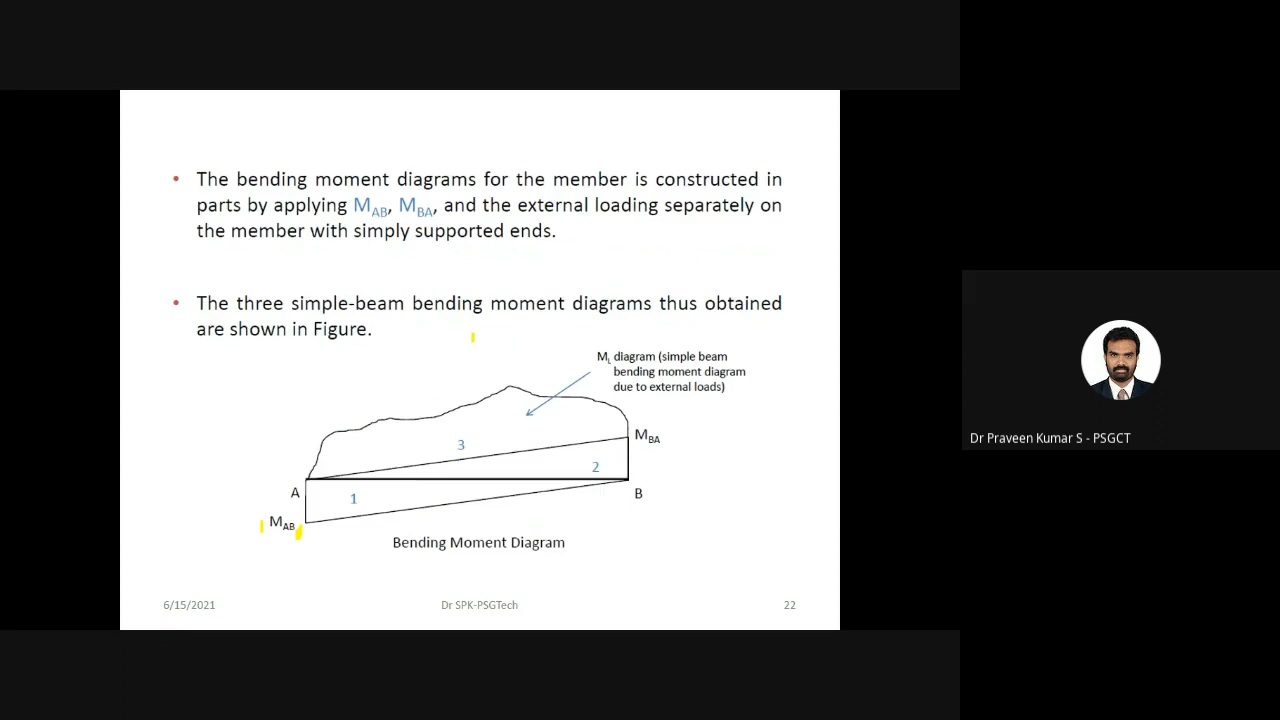 • The bending moment diagrams for the member is constructed in
parts by applying M_AB, M_BA, and the external loading separately on
the member with simply supported ends.
• The three simple-beam bending moment diagrams thus obtained
are shown in Figure.
M_L diagram (simple beam
bending moment diagram
due to external loads)
3
M_BA
2
A
1
B
M_AB
Bending Moment Diagram
6/15/2021
Dr SPK-PSGTech
22
Dr Praveen Kumar S - PSGCT